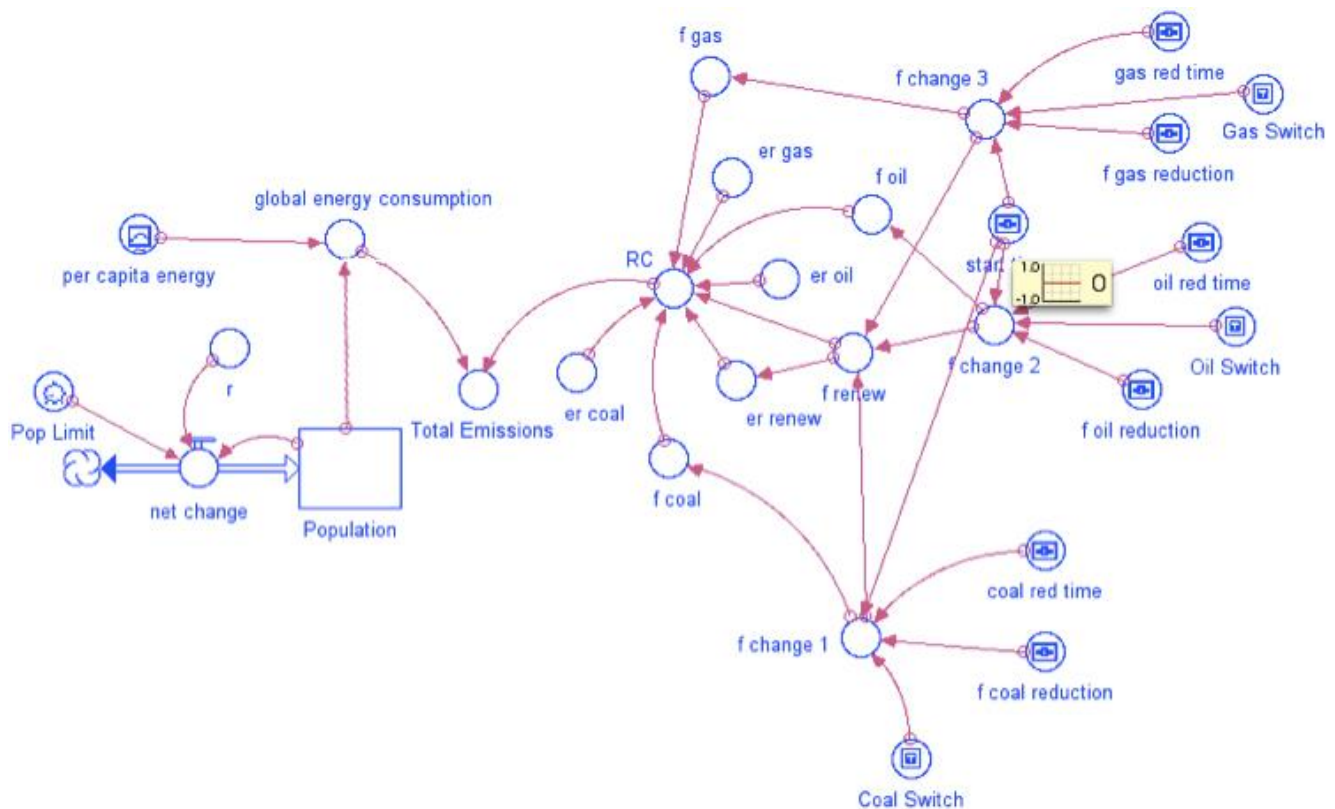 f gas
gas red time
f change 3
Gas Switch
er gas
f gas reduction
f oil
global energy consumption
RC
per capita energy
er oil
1.0
0
-1.0
oil red time
r
f change 2
Oil Switch
f renew
er renew
er coal
Pop Limit
Total Emissions
f oil reduction
f coal
net change
Population
coal red time
f change 1
f coal reduction
Coal Switch